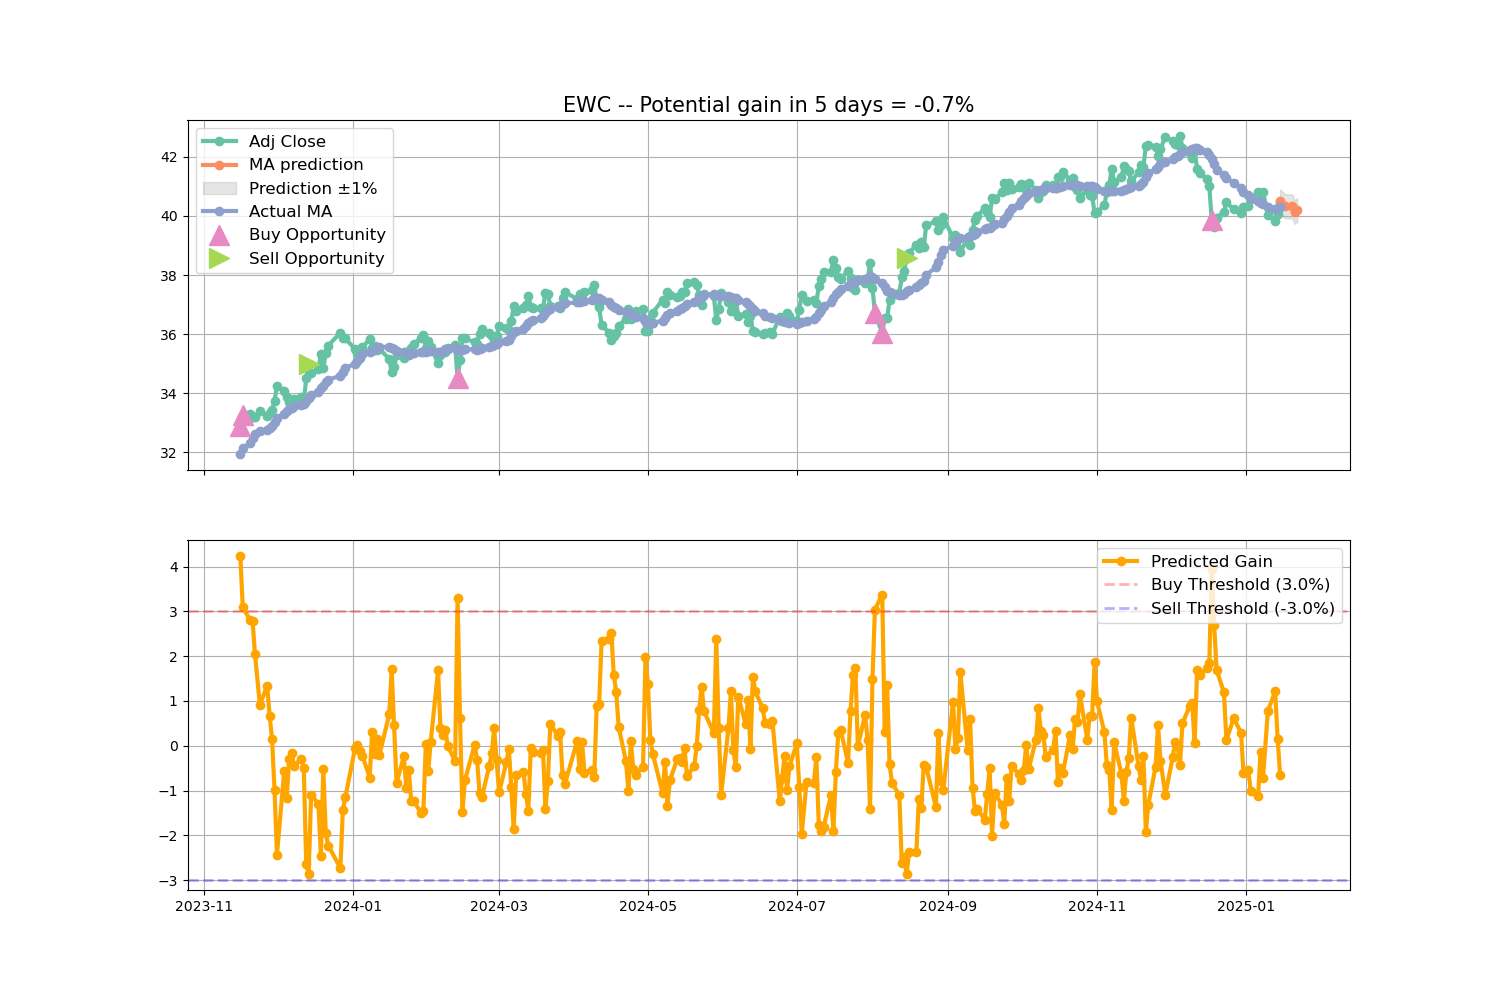 EWC -- Potential gain in 5 days = -0.7%
Adj Close
MA prediction
Prediction ±1%
Actual MA
Buy Opportunity
Sell Opportunity
42
40
38
36
34
32
Predicted Gain
Buy Threshold (3.0%)
Sell Threshold (-3.0%)
4
3
2
1
0
−1
−2
−3
2023-11
2024-01
2024-03
2024-05
2024-07
2024-09
2024-11
2025-01